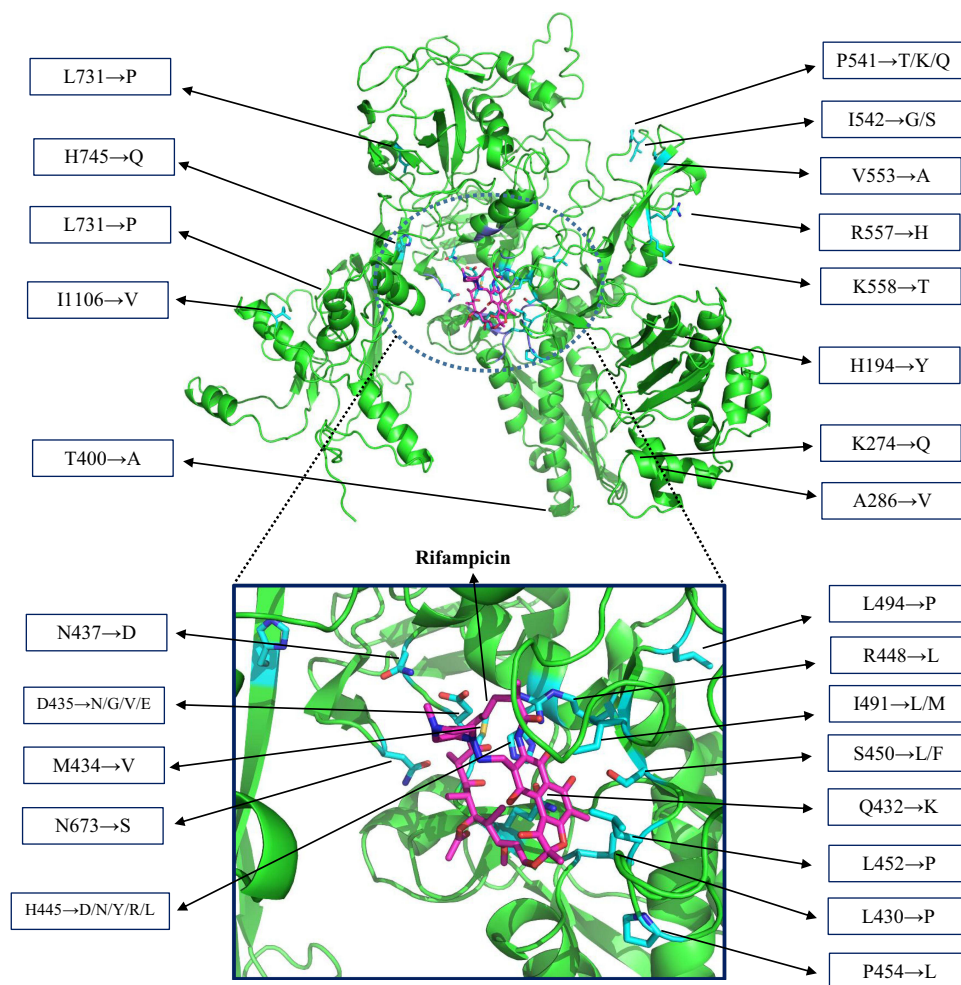 L731→P
H745→Q
L731→P
I1106→V
T400→A
P541→T/K/Q
I542→G/S
V553→A
R557→H
K558→T
H194→Y
K274→Q
A286→V
Rifampicin
N437→D
D435→N/G/V/E
M434→V
N673→S
H445→D/N/Y/R/L
L494→P
R448→L
I491→L/M
S450→L/F
Q432→K
L452→P
L430→P
P454→L